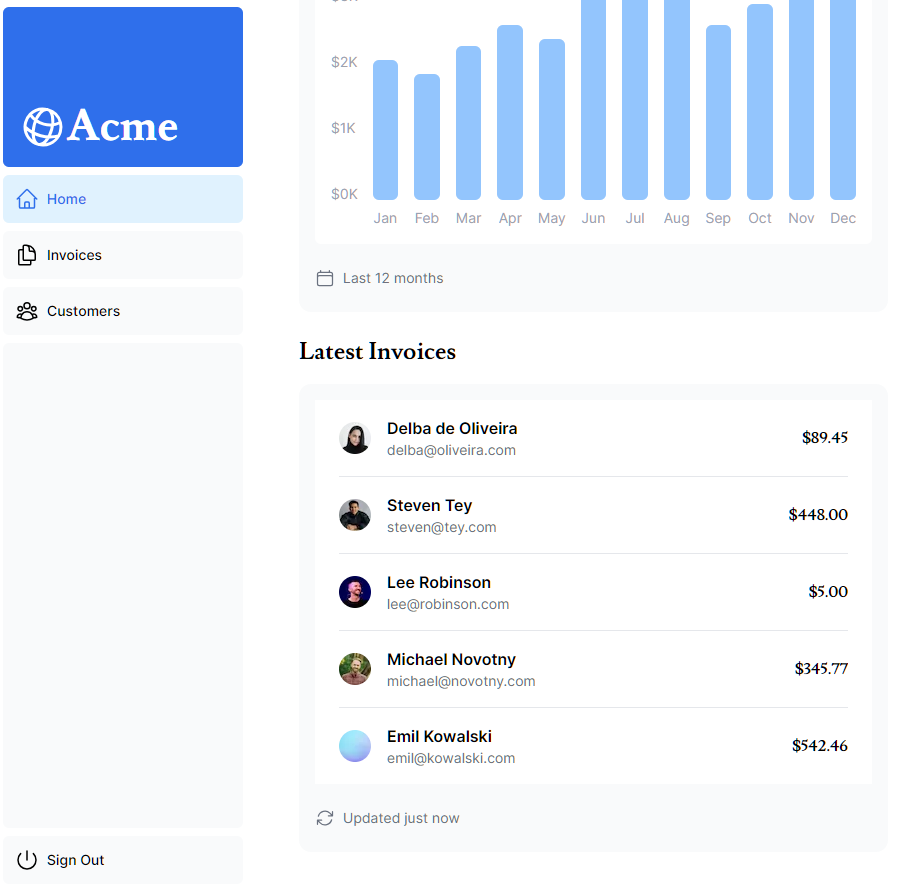 Acme
Home
Invoices
Customers
Sign Out
$2K
$1K
$0K
Jan Feb Mar Apr May Jun Jul Aug Sep Oct Nov Dec
Last 12 months
Latest Invoices
Delba de Oliveira
delba@oliveira.com
$89.45
Steven Tey
steven@tey.com
$448.00
Lee Robinson
lee@robinson.com
$5.00
Michael Novotny
michael@novotny.com
$345.77
Emil Kowalski
emil@kowalski.com
$542.46
Updated just now